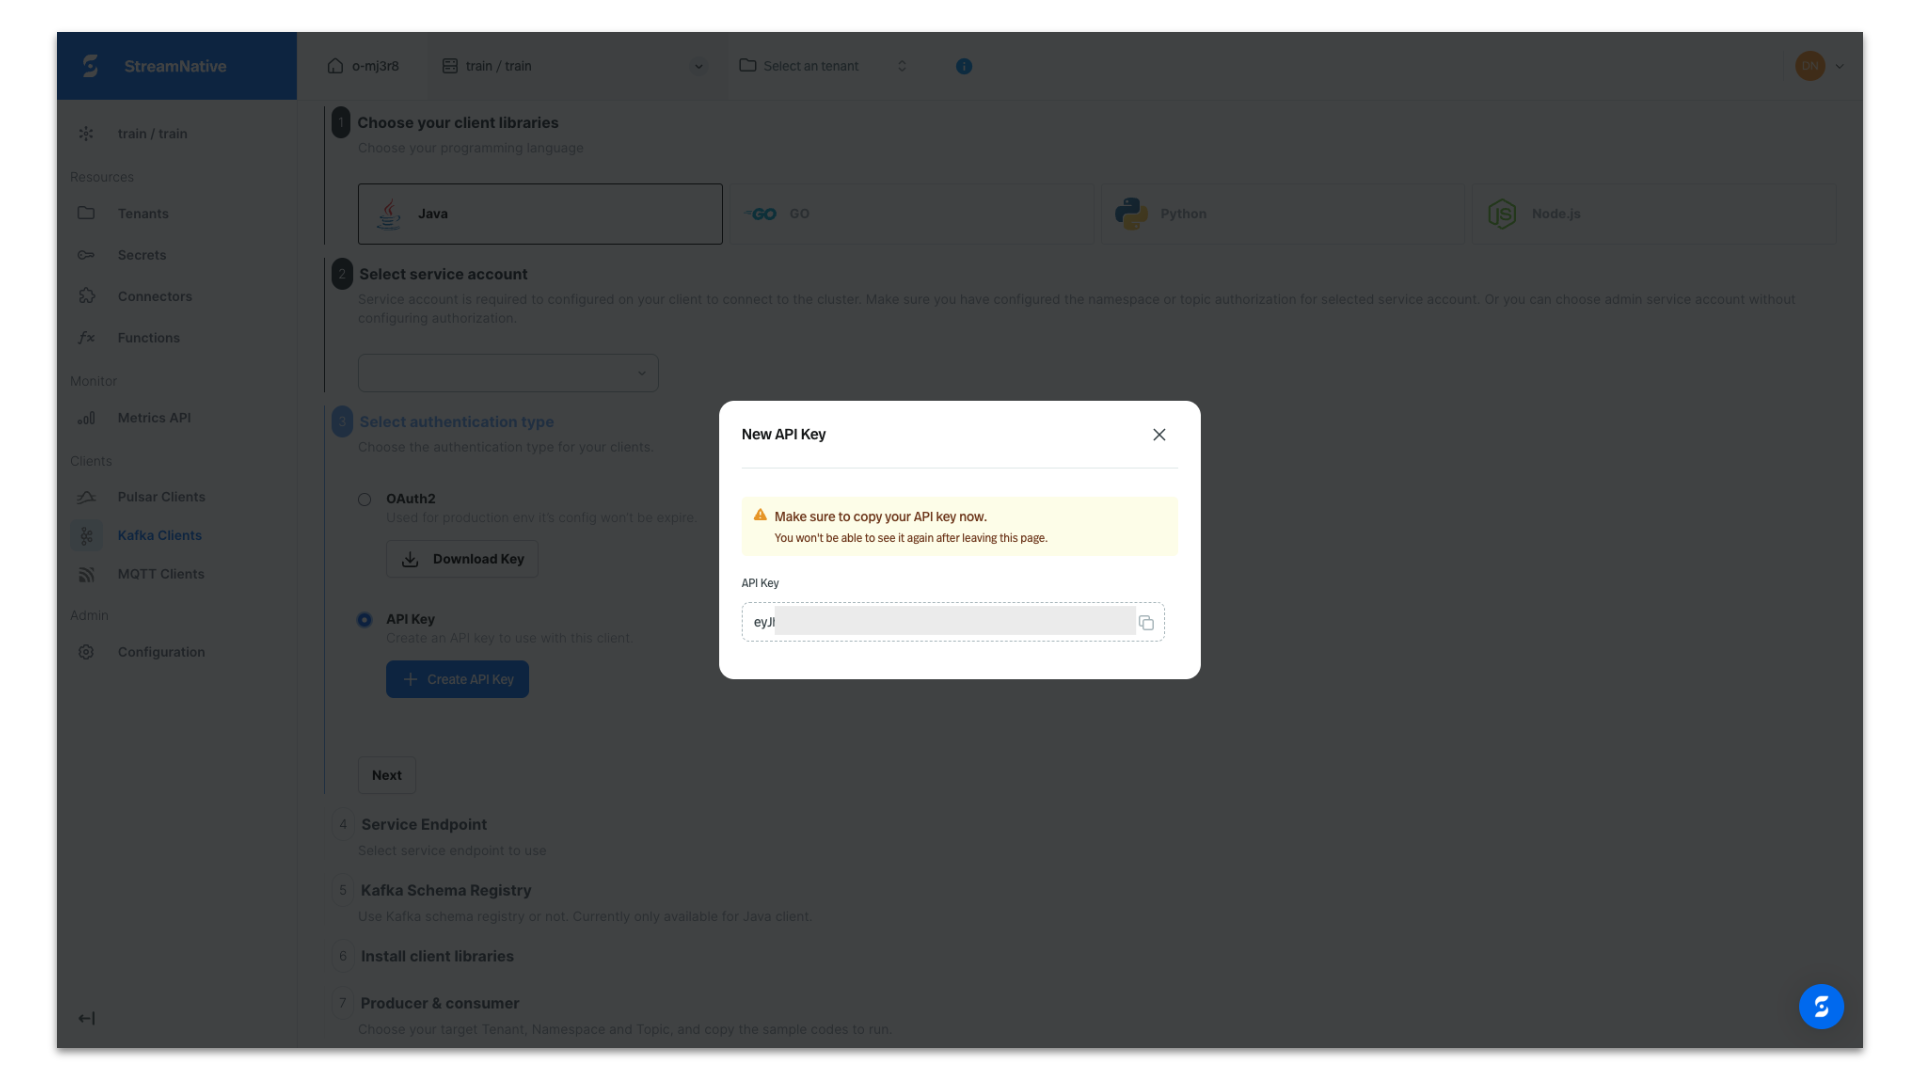 StreamNative
o-mj3r8
train / train
Select an tenant
DN
train / train
Resources
Tenants
Secrets
Connectors
Functions
Monitor
Metrics API
Clients
Pulsar Clients
Kafka Clients
MQTT Clients
Admin
Configuration
1 Choose your client libraries
Choose your programming language
Java
GO GO
Python
JS Node.js
2 Select service account
Service account is required to configured on your client to connect to the cluster. Make sure you have configured the namespace or topic authorization for selected service account. Or you can choose admin service account without
configuring authorization.
3 Select authentication type
Choose the authentication type for your clients.
OAuth2
Used for production env it's config won't be expire.
Download Key
API Key
Create an API key to use with this client
Create API Key
Next
4 Service Endpoint
Select service endpoint to use
5 Kafka Schema Registry
Use Kafka schema registry or not. Currently only available for Java client.
6 Install client libraries
7 Producer & consumer
Choose your target Tenant, Namespace and Topic, and copy the sample codes to run.
New API Key
Make sure to copy your API key now.
You won't be able to see it again after leaving this page.
API Key
eyJ